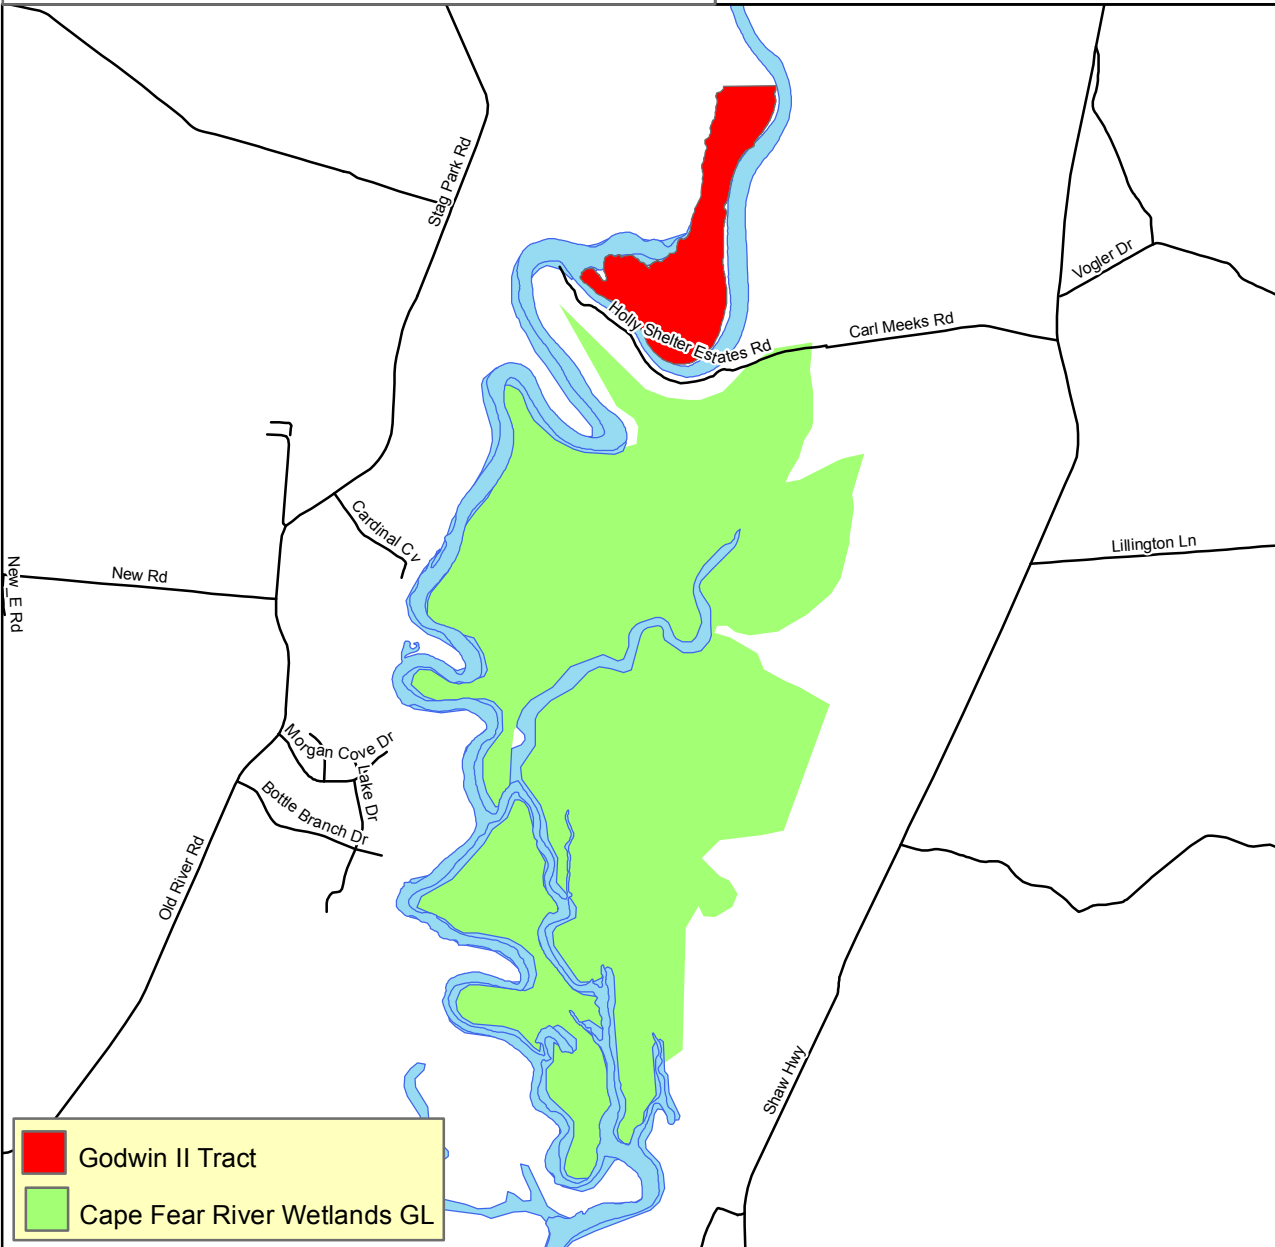 Stag Park Rd
Vogler Dr
Holly Shelter Estates Rd
Carl Meeks Rd
Cardinal Cv
Lillington Ln
New Rd
New_E Rd
Morgan Cove Dr
Lake Dr
Bottle Branch Dr
Old River Rd
Shaw Hwy
Godwin II Tract
Cape Fear River Wetlands GL